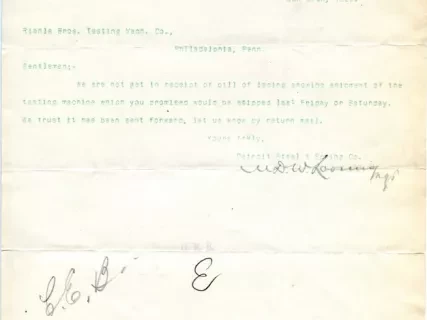 Riehle Bros. Testing Mach. Co.,
Philadelphia, Penn.
Gentlemen:-
We are not yet in receipt of bill of lading showing shipment of the
testing machine which you promised would be shipped last Friday or Saturday.
We trust it has been sent forward, let us know by return mail.
Yours truly,
Detroit Steel & Spring Co.
Mgr
C. E. B.
E